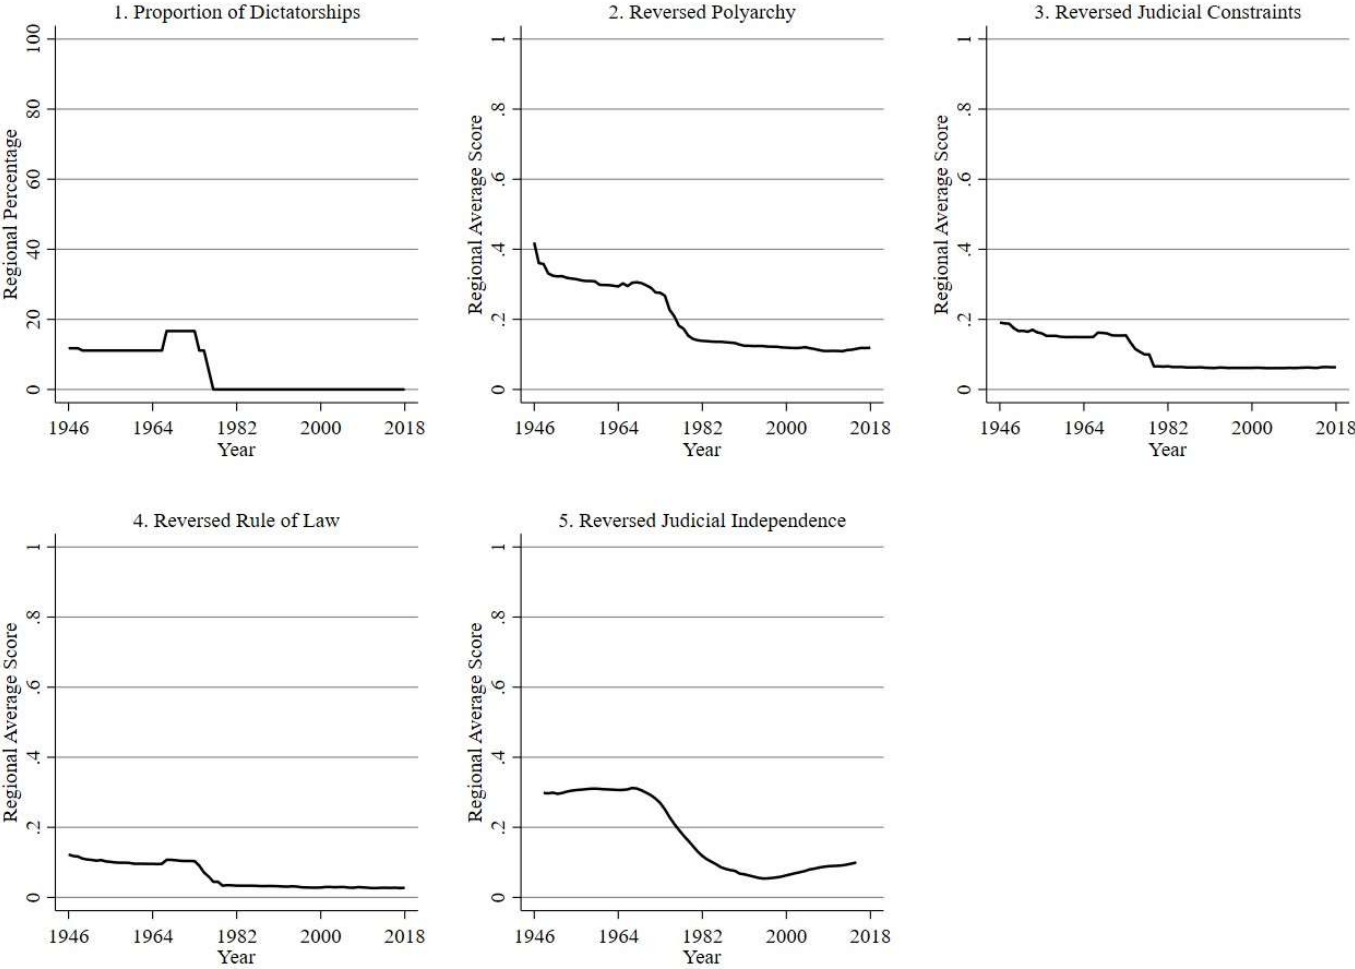 1. Proportion of Dictatorships
Regional Percentage
100
80
60
40
20
0
1946 1964 1982 2000 2018
Year
2. Reversed Polyarchy
Regional Average Score
1
.8
.6
.4
.2
0
1946 1964 1982 2000 2018
Year
3. Reversed Judicial Constraints
Regional Average Score
1
.8
.6
.4
.2
0
1946 1964 1982 2000 2018
Year
4. Reversed Rule of Law
Regional Average Score
1
.8
.6
.4
.2
0
1946 1964 1982 2000 2018
Year
5. Reversed Judicial Independence
Regional Average Score
1
.8
.6
.4
.2
0
1946 1964 1982 2000 2018
Year